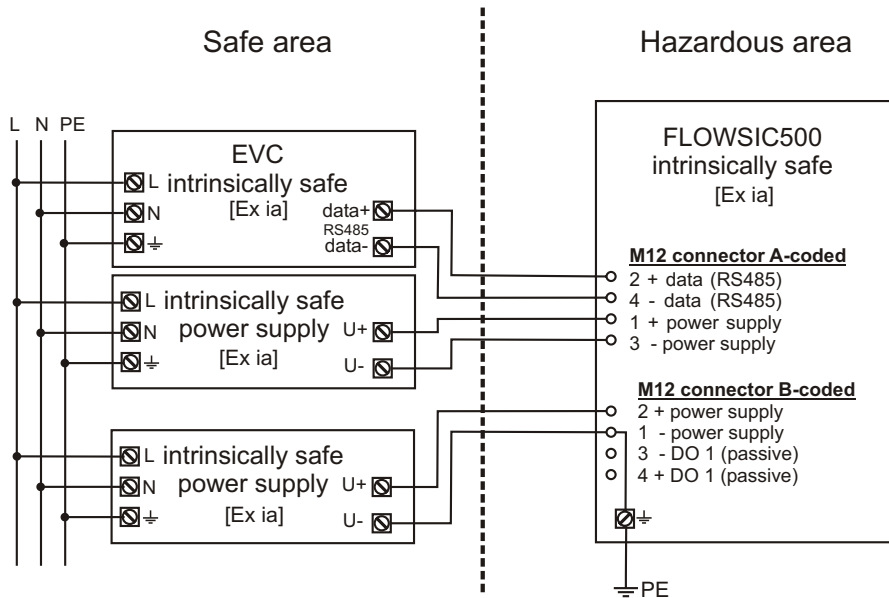 Safe area
Hazardous area
L N PE
EVC
intrinsically safe
[Ex ia]
L
N
data+
RS485
data-
intrinsically safe
power supply
[Ex ia]
L
N
U+
U-
intrinsically safe
power supply
[Ex ia]
L
N
U+
U-
FLOWSIC500
intrinsically safe
[Ex ia]
M12 connector A-coded
2 + data (RS485)
4 - data (RS485)
1 + power supply
3 - power supply
M12 connector B-coded
2 + power supply
1 - power supply
3 - DO 1 (passive)
4 + DO 1 (passive)
PE